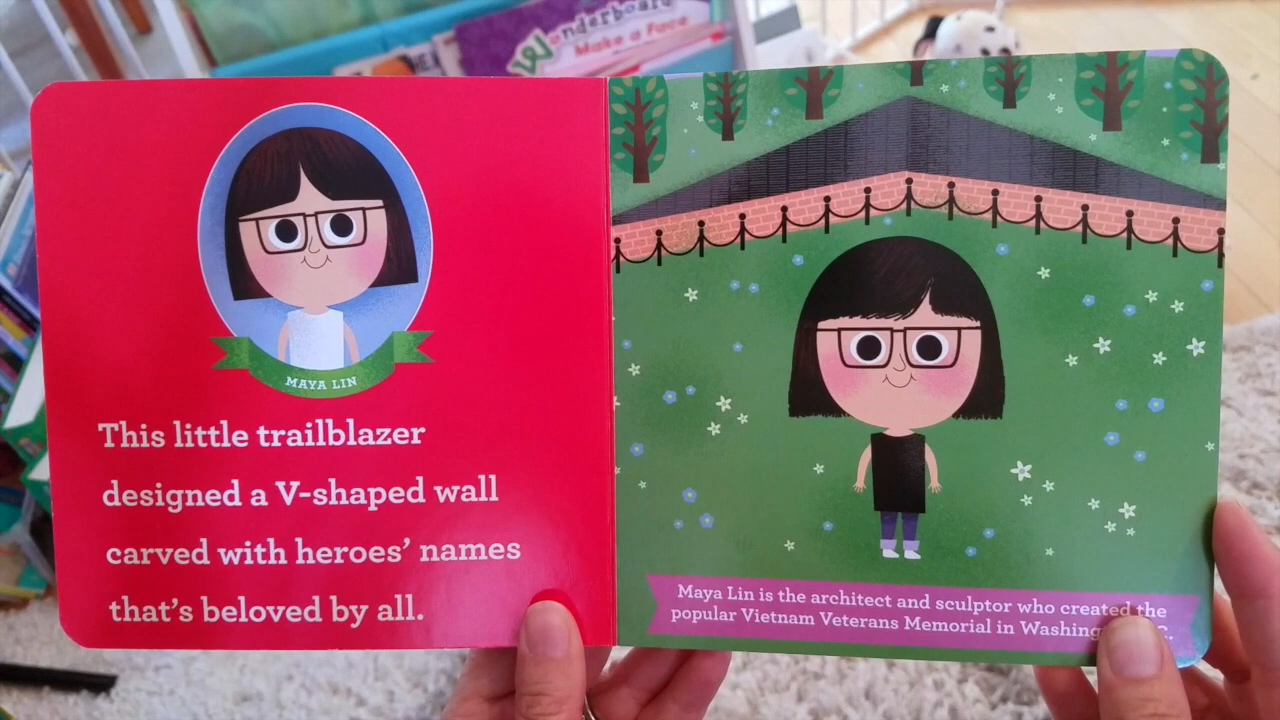 Wonderboard
Make a Face
MAYA LIN
This little trailblazer
designed a V-shaped wall
carved with heroes’ names
that’s beloved by all.
Maya Lin is the architect and sculptor who created the
popular Vietnam Veterans Memorial in